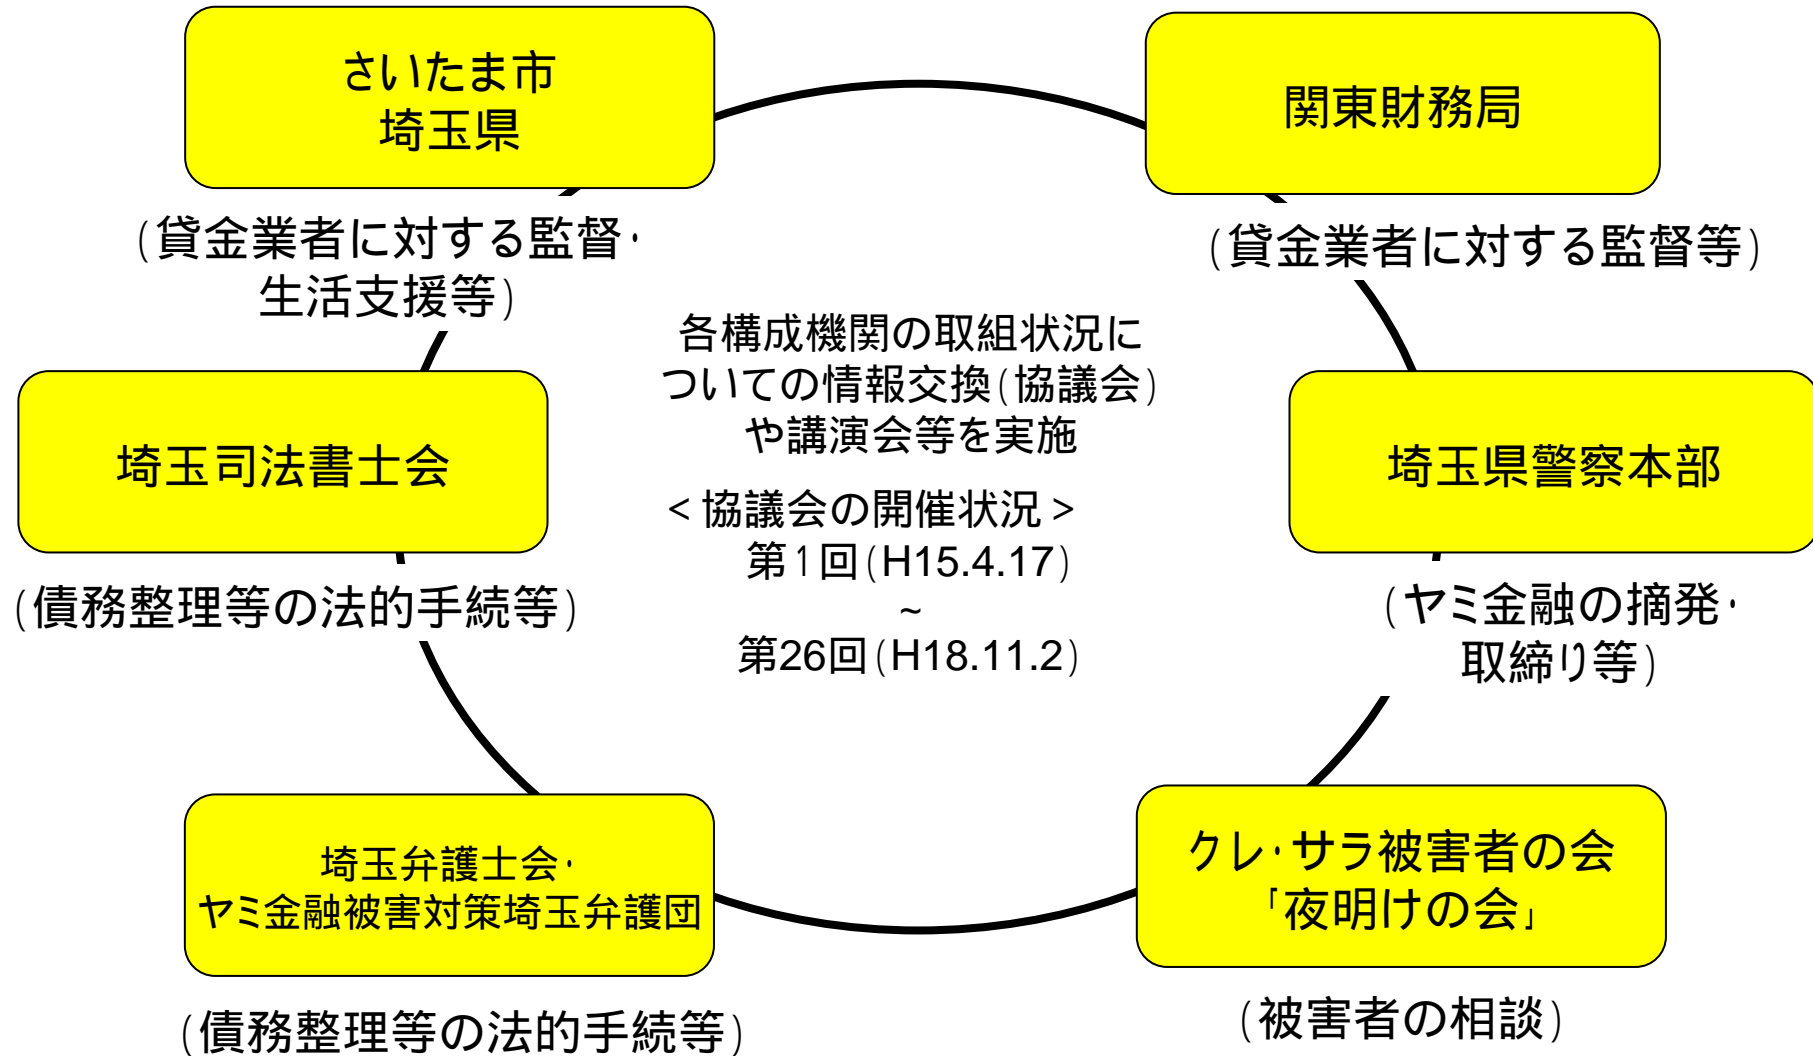 さいたま市
埼玉県
関東財務局
(貸金業者に対する監督・
生活支援等)
(貸金業者に対する監督等)
各構成機関の取組状況に
ついての情報交換(協議会)
や講演会等を実施
埼玉司法書士会
埼玉県警察本部
<協議会の開催状況>
第1回(H15.4.17)
~
第26回(H18.11.2)
(債務整理等の法的手続等)
(ヤミ金融の摘発・
取締り等)
埼玉弁護士会・
ヤミ金融被害対策埼玉弁護団
クレ・サラ被害者の会
「夜明けの会」
(債務整理等の法的手続等)
(被害者の相談)